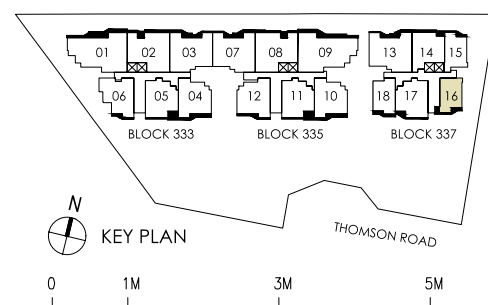 01 02 03 07 08 09 13 14 15
06 05 04 12 11 10 18 17 16
BLOCK 333 BLOCK 335 BLOCK 337
THOMSON ROAD
N
KEY PLAN
0 1M 3M 5M